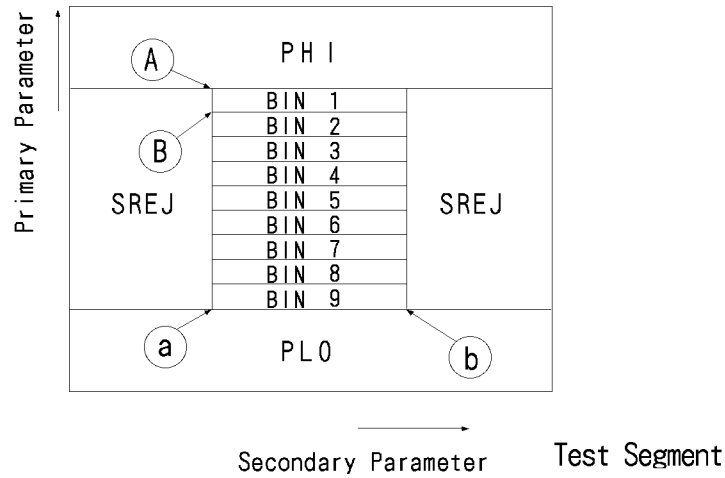 PHI
A
BIN 1
B
BIN 2
BIN 3
BIN 4
SREJ
BIN 5
SREJ
BIN 6
BIN 7
BIN 8
BIN 9
a
PLO
b
Primary Parameter
Secondary Parameter
Test Segment